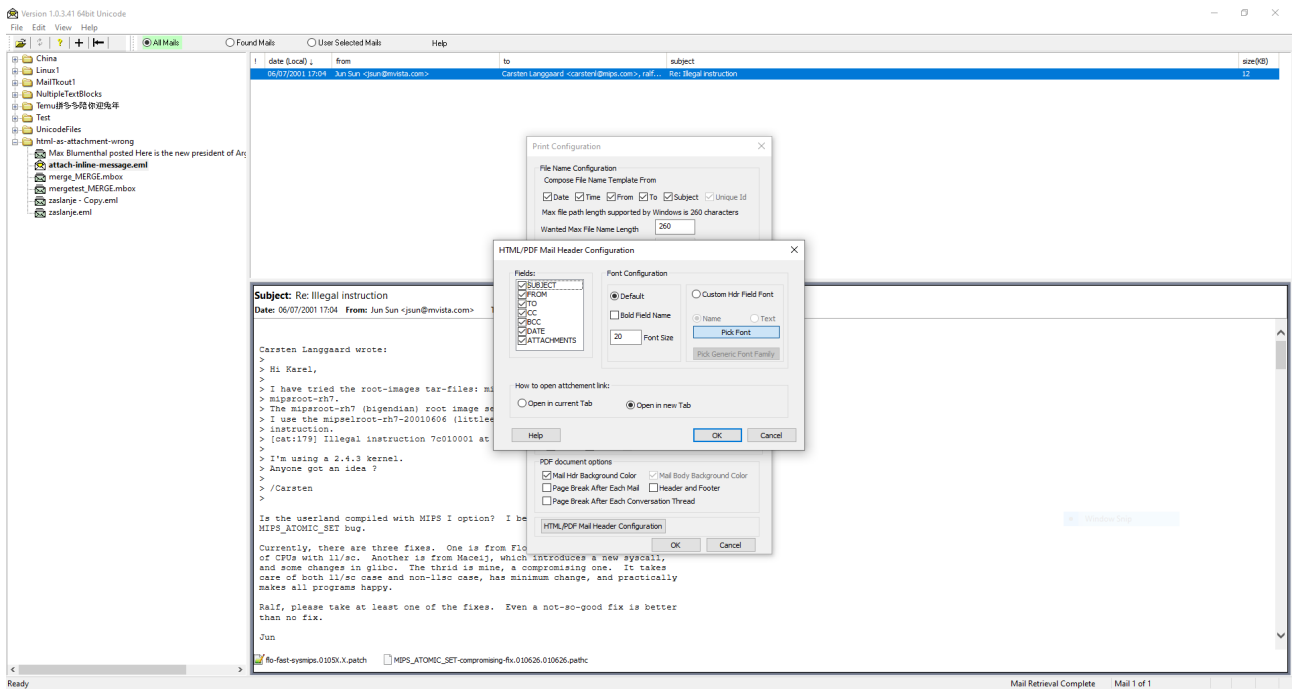 Version 1.0.3.41 64bit Unicode
File Edit View Help
All Mails Found Mails User Selected Mails Help
China
Linux1
MailTkout1
NultipleTextBlocks
Temu拼多多陪你迎兔年
Test
UnicodeFiles
html-as-attachment-wrong
Max Blumenthal posted Here is the new president of Arg
attach-inline-message.eml
merge_MERGE.mbox
mergetest_MERGE.mbox
zaslanje - Copy.eml
zaslanje.eml
! date (Local) ↓ from to subject size(KB)
06/07/2001 17:04 Jun Sun <jsun@mvista.com> Carsten Langgaard <carstenl@mips.com>, ralf... Re: Illegal instruction 12
Print Configuration
File Name Configuration
Compose File Name Template From
Date Time From To Subject Unique Id
Max file path length supported by Windows is 260 characters
Wanted Max File Name Length 260
HTML/PDF Mail Header Configuration
Fields:
SUBJECT
FROM
TO
CC
BCC
DATE
ATTACHMENTS
Font Configuration
Default
Bold Field Name
20 Font Size
Custom Hdr Field Font
Name Text
Pick Font
Pick Generic Font Family
How to open attchement link:
Open in current Tab Open in new Tab
Help OK Cancel
PDF document options
Mail Hdr Background Color Mail Body Background Color
Page Break After Each Mail Header and Footer
Page Break After Each Conversation Thread
HTML/PDF Mail Header Configuration
OK Cancel
Subject: Re: Illegal instruction
Date: 06/07/2001 17:04 From: Jun Sun <jsun@mvista.com>
Carsten Langgaard wrote:
>
> Hi Karel,
>
> I have tried the root-images tar-files: mi
> mipsroot-rh7.
> The mipsroot-rh7 (bigendian) root image se
> I use the mipselroot-rh7-20010606 (littlee
> instruction.
> [cat:179] Illegal instruction 7c010001 at
>
> I'm using a 2.4.3 kernel.
> Anyone got an idea ?
>
> /Carsten
>
Is the userland compiled with MIPS I option? I be
MIPS_ATOMIC_SET bug.
Currently, there are three fixes. One is from Flo
of CPUs with ll/sc. Another is from Maceij, which introduces a new syscall,
and some changes in glibc. The thrid is mine, a compromising one. It takes
care of both ll/sc case and non-llsc case, has minimum change, and practically
makes all programs happy.
Ralf, please take at least one of the fixes. Even a not-so-good fix is better
than no fix.
Jun
flo-fast-sysmips.0105X.X.patch MIPS_ATOMIC_SET-compromising-fix.010626.010626.pathc
Window Snip
Ready Mail Retrieval Complete Mail 1 of 1